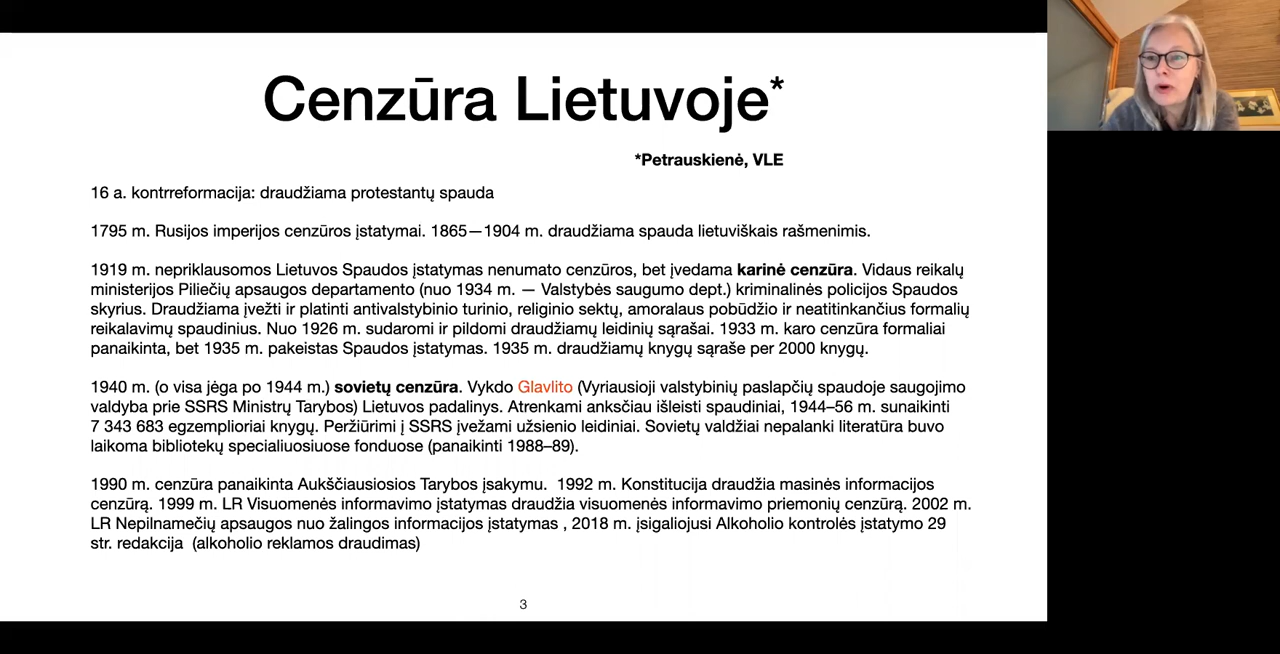 Cenzūra Lietuvoje*
*Petrauskienė, VLE
16 a. kontrreformacija: draudžiama protestantų spauda
1795 m. Rusijos imperijos cenzūros įstatymai. 1865—1904 m. draudžiama spauda lietuviškais rašmenimis.
1919 m. nepriklausomos Lietuvos Spaudos įstatymas nenumato cenzūros, bet įvedama karinė cenzūra. Vidaus reikalų
ministerijos Piliečių apsaugos departamento (nuo 1934 m. — Valstybės saugumo dept.) kriminalinės policijos Spaudos
skyrius. Draudžiama įvežti ir platinti antivalstybinio turinio, religinio sektų, amoralaus pobūdžio ir neatitinkančius formalių
reikalavimų spaudinius. Nuo 1926 m. sudaromi ir pildomi draudžiamų leidinių sąrašai. 1933 m. karo cenzūra formaliai
panaikinta, bet 1935 m. pakeistas Spaudos įstatymas. 1935 m. draudžiamų knygų sąraše per 2000 knygų.
1940 m. (o visa jėga po 1944 m.) sovietų cenzūra. Vykdo Glavlito (Vyriausioji valstybinių paslapčių spaudoje saugojimo
valdyba prie SSRS Ministrų Tarybos) Lietuvos padalinys. Atrenkami anksčiau išleisti spaudiniai, 1944–56 m. sunaikinti
7 343 683 egzemplioriai knygų. Peržiūrimi į SSRS įvežami užsienio leidiniai. Sovietų valdžiai nepalanki literatūra buvo
laikoma bibliotekų specialiuosiuose fonduose (panaikinti 1988–89).
1990 m. cenzūra panaikinta Aukščiausiosios Tarybos įsakymu. 1992 m. Konstitucija draudžia masinės informacijos
cenzūrą. 1999 m. LR Visuomenės informavimo įstatymas draudžia visuomenės informavimo priemonių cenzūrą. 2002 m.
LR Nepilnamečių apsaugos nuo žalingos informacijos įstatymas , 2018 m. įsigaliojusi Alkoholio kontrolės įstatymo 29
str. redakcija (alkoholio reklamos draudimas)
3